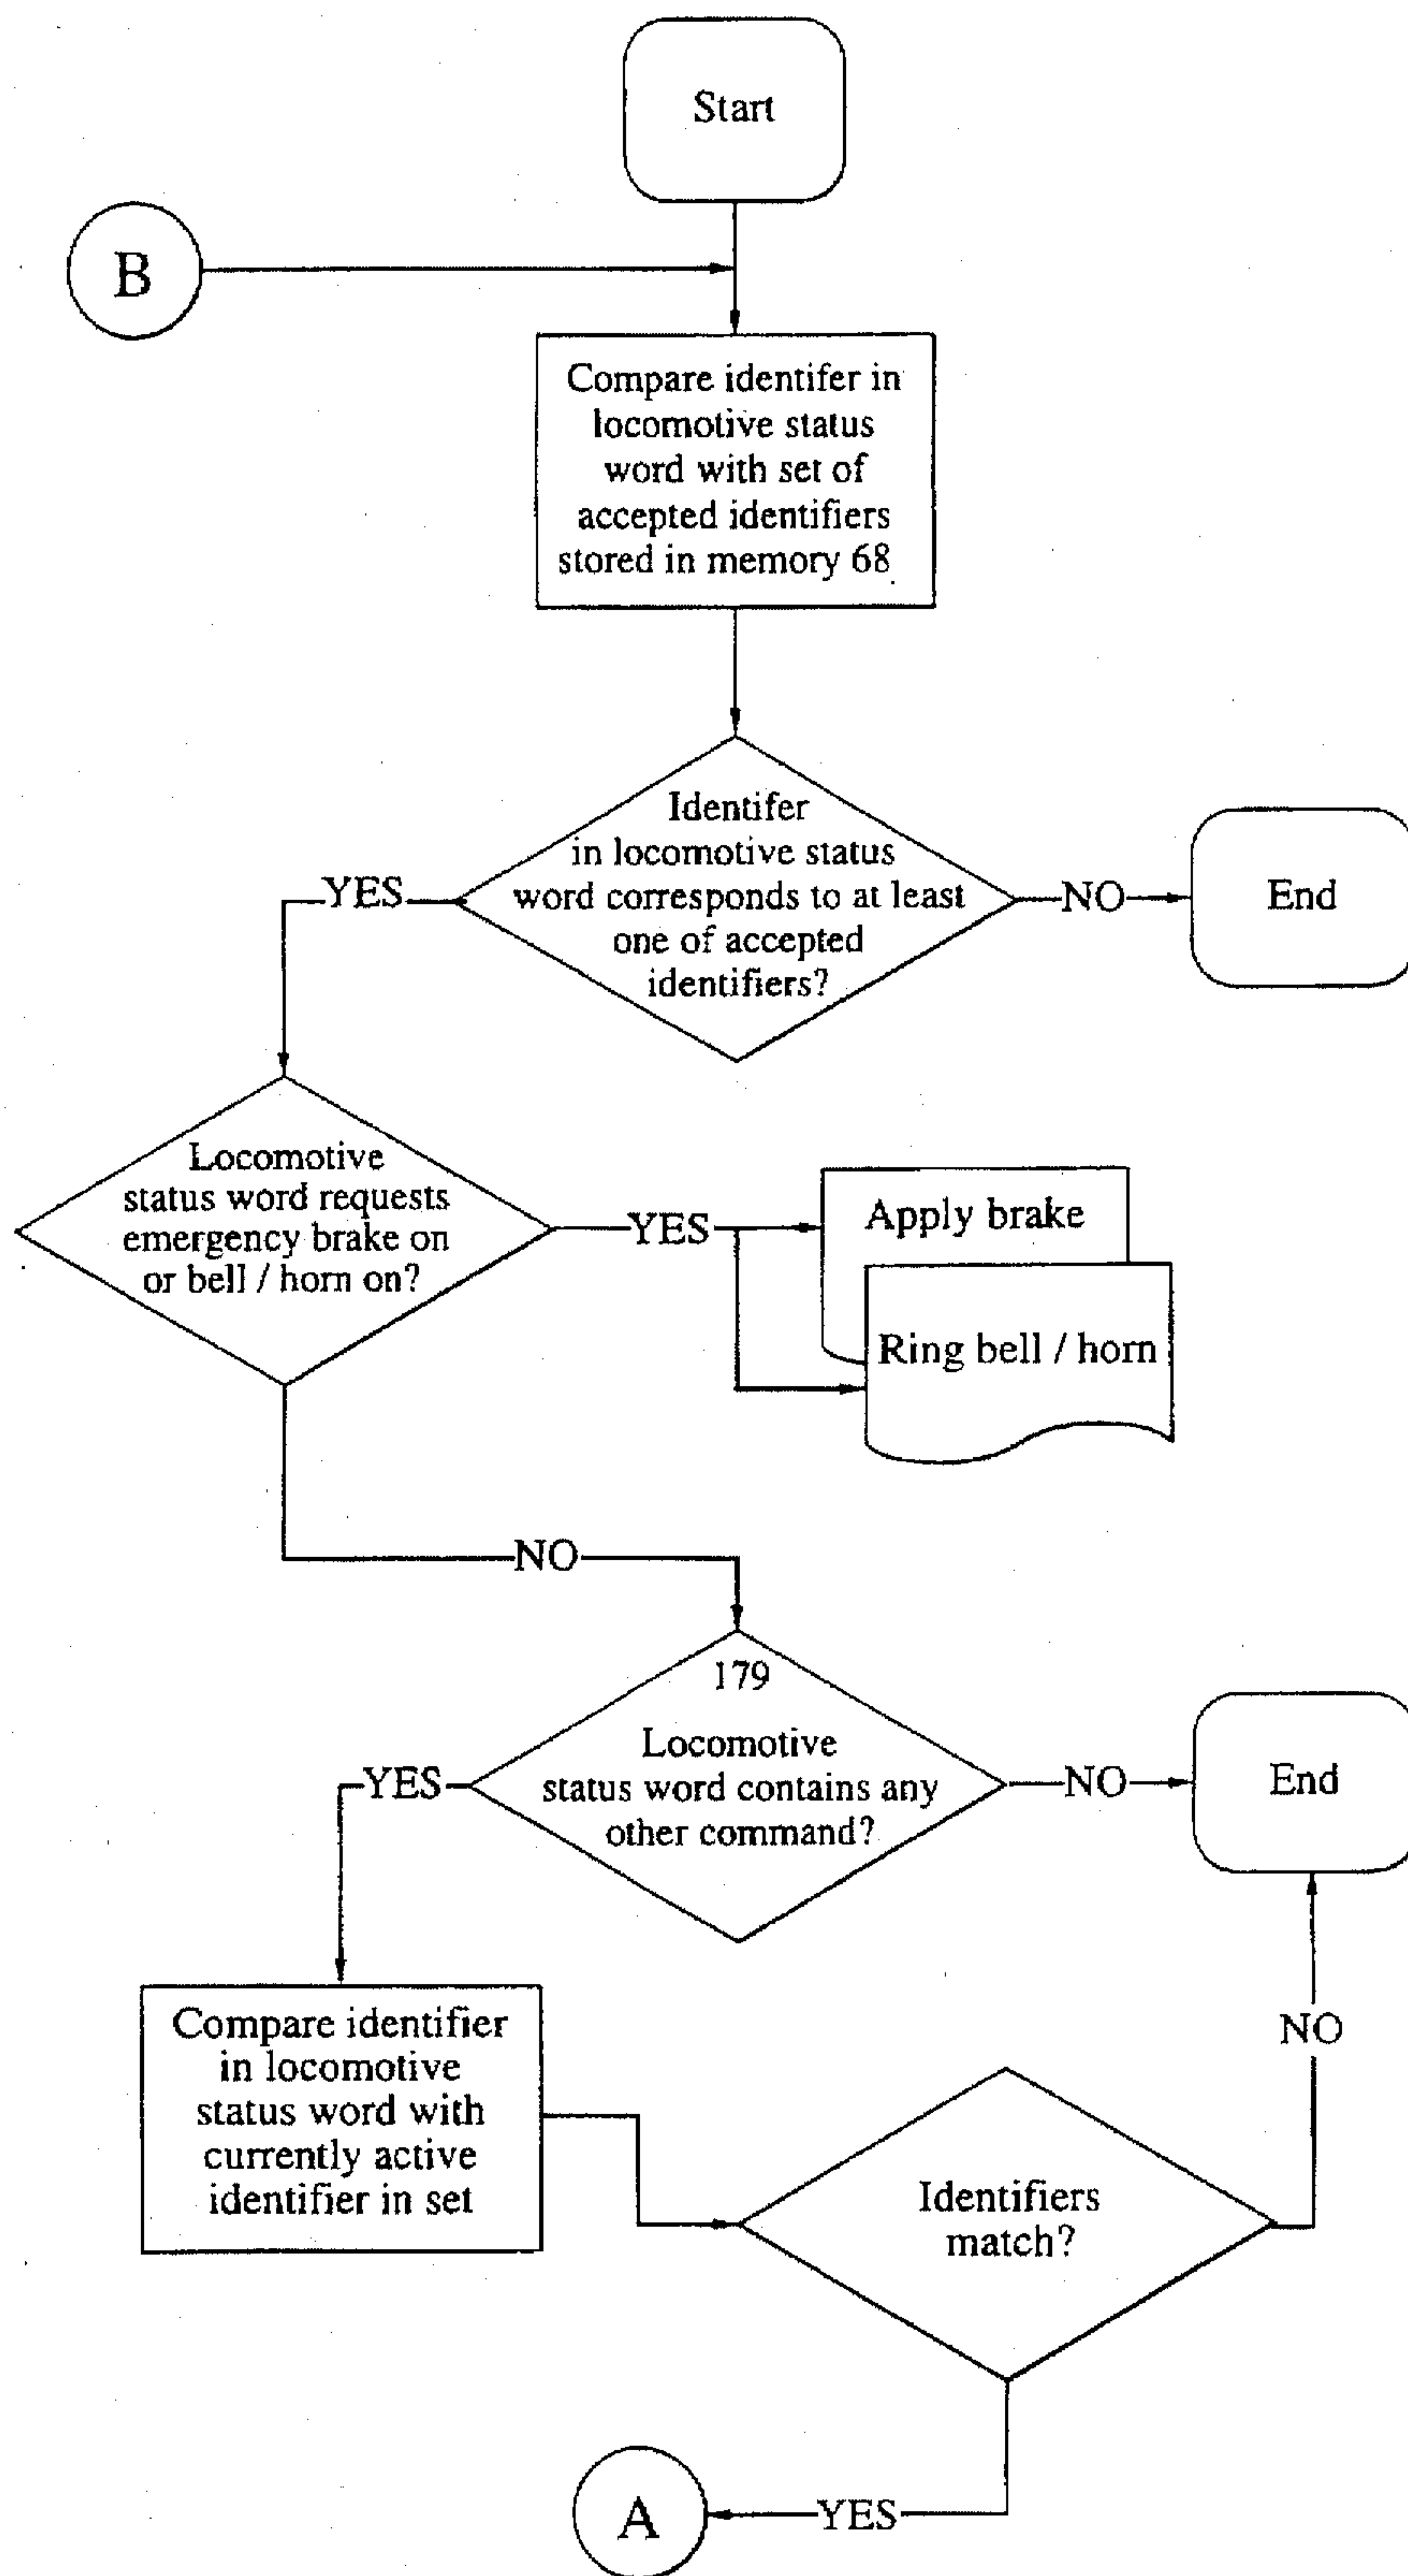 Start
B
Compare identifer in
locomotive status
word with set of
accepted identifiers
stored in memory 68
Identifer
in locomotive status
word corresponds to at least
one of accepted
identifiers?
YES
NO
End
Locomotive
status word requests
emergency brake on
or bell / horn on?
YES
Apply brake
Ring bell / horn
NO
179
Locomotive
status word contains any
other command?
YES
NO
End
Compare identifier
in locomotive
status word with
currently active
identifier in set
NO
Identifiers
match?
A
YES